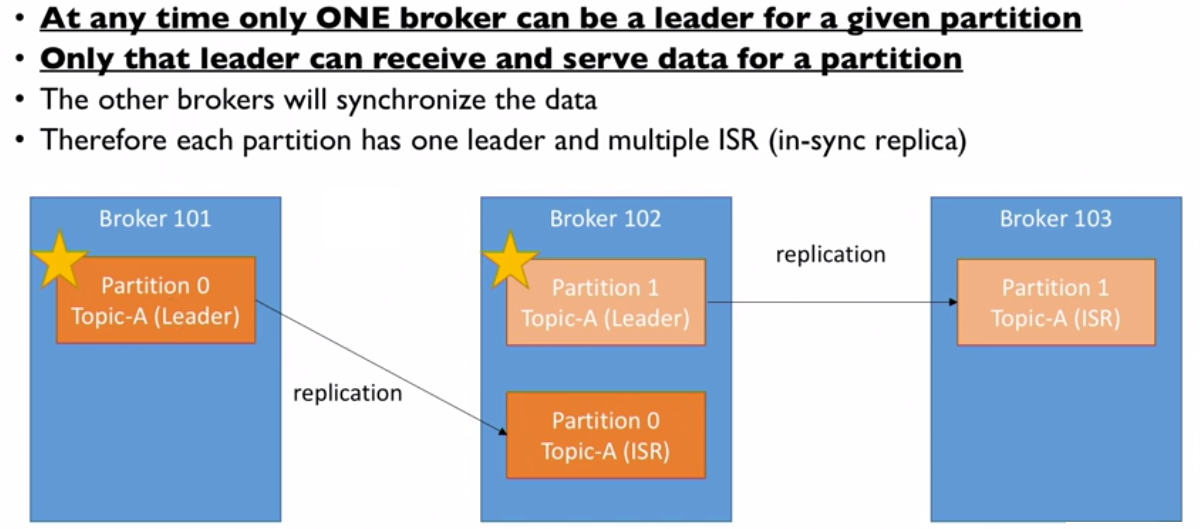 • At any time only ONE broker can be a leader for a given partition
• Only that leader can receive and serve data for a partition
• The other brokers will synchronize the data
• Therefore each partition has one leader and multiple ISR (in-sync replica)
Broker 101
Partition 0
Topic-A (Leader)
replication
Broker 102
Partition 1
Topic-A (Leader)
Partition 0
Topic-A (ISR)
replication
Broker 103
Partition 1
Topic-A (ISR)